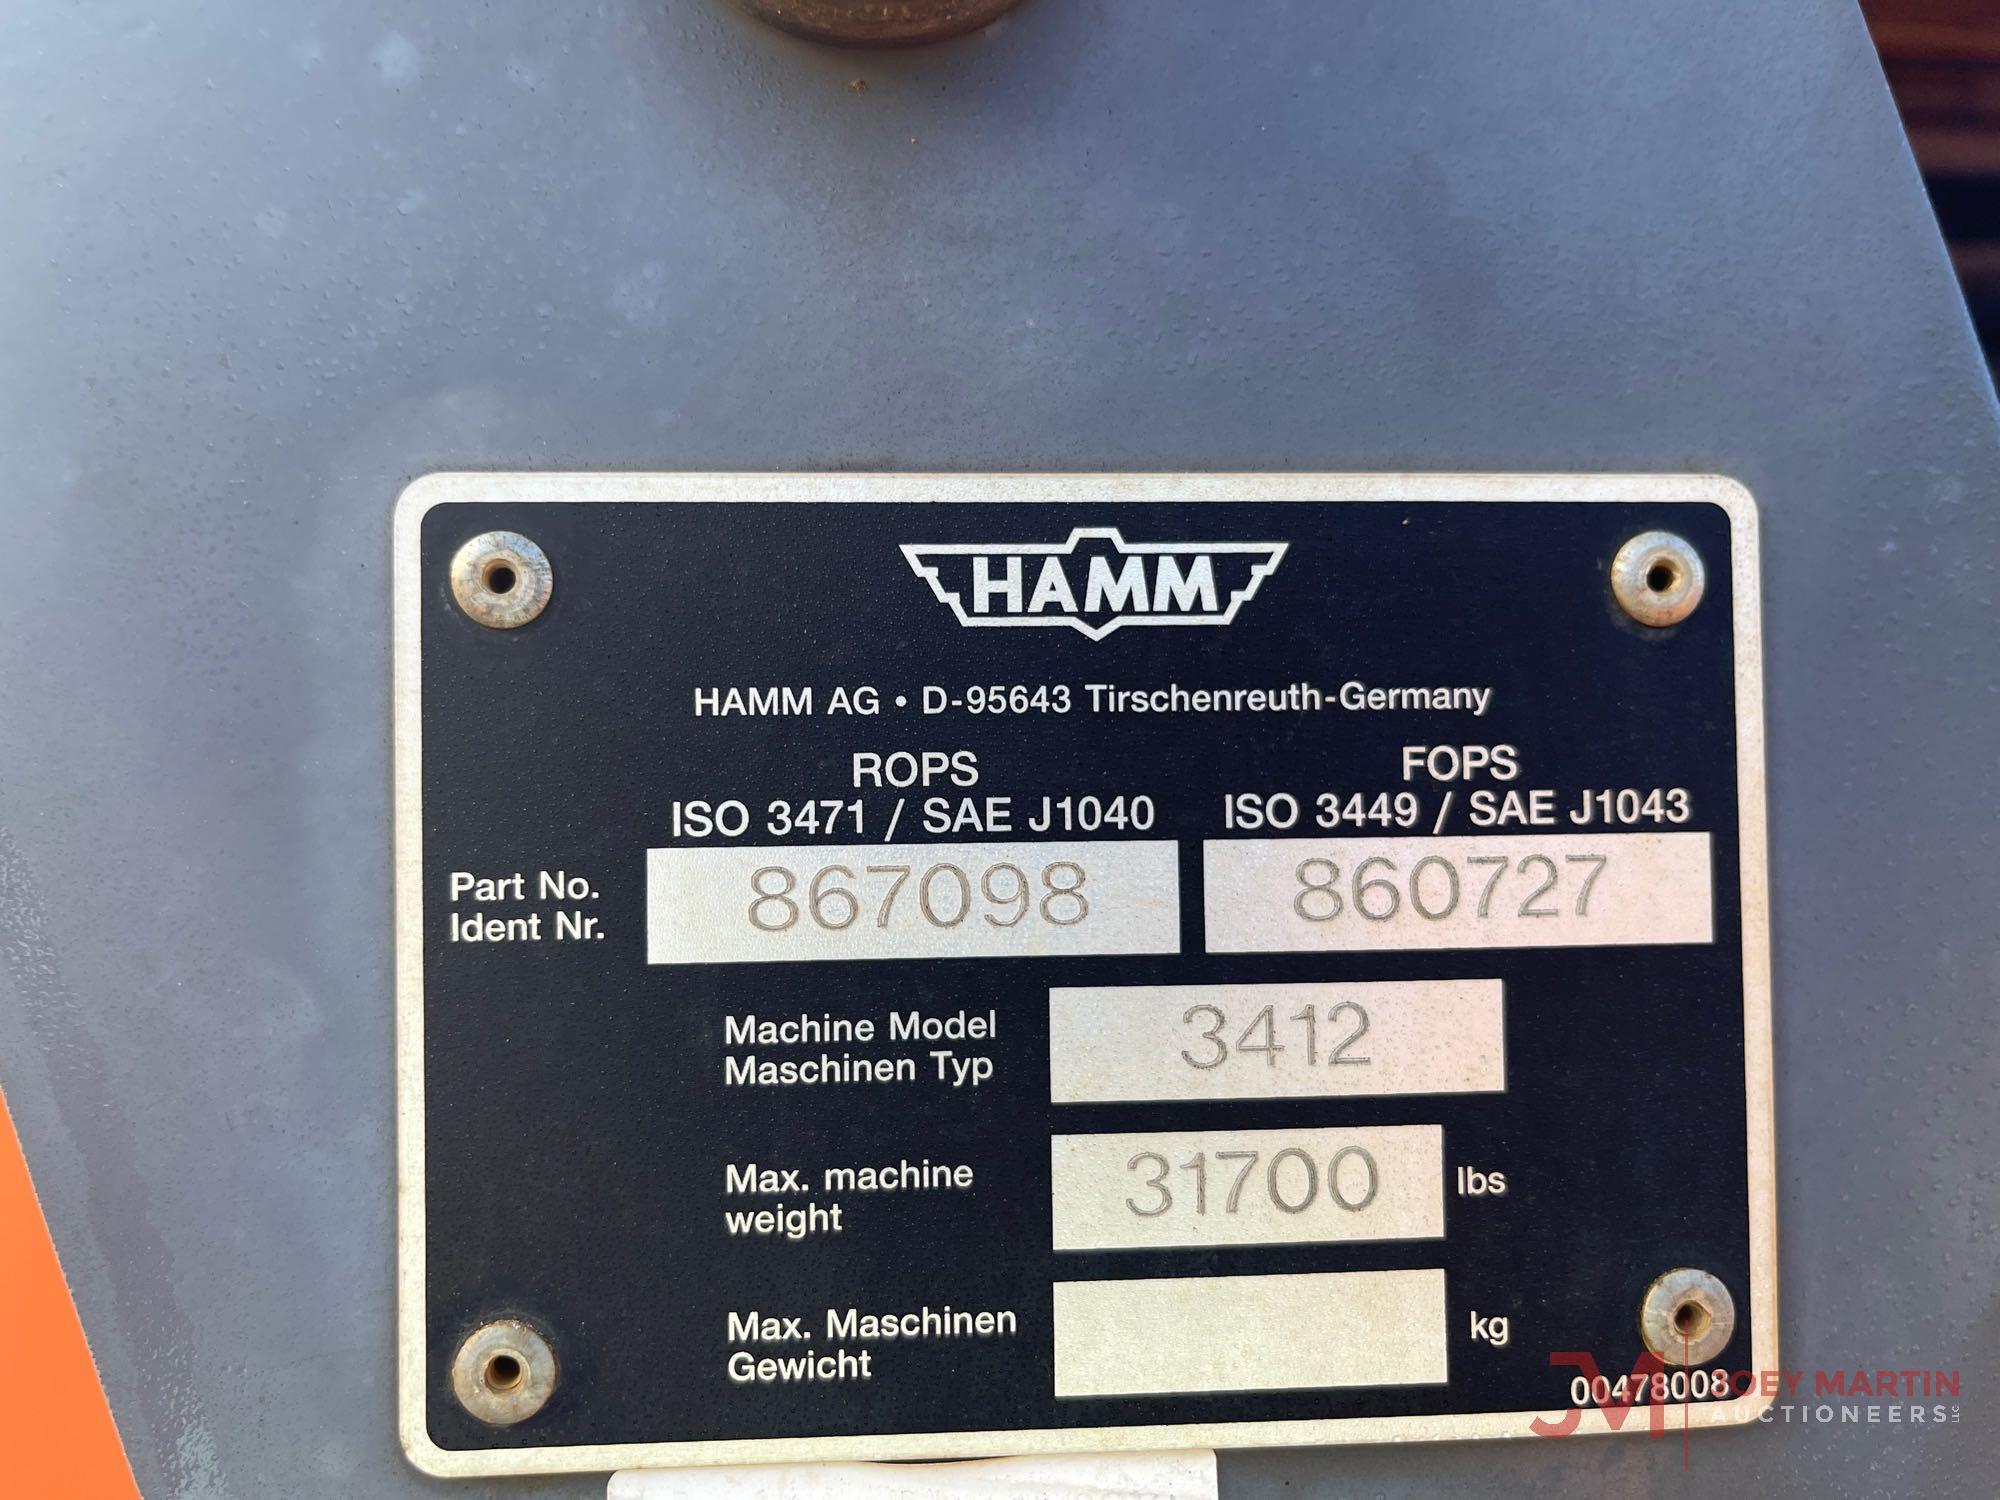 HAMM
HAMM AG • D-95643 Tirschenreuth-Germany
ROPS
ISO 3471 / SAE J1040
FOPS
ISO 3449 / SAE J1043
Part No.
Ident Nr.
867098
860727
Machine Model
Maschinen Typ
3412
Max. machine
weight
31700
lbs
Max. Maschinen
Gewicht
kg
00478008
JM
JOEY MARTIN
AUCTIONEERS LLC